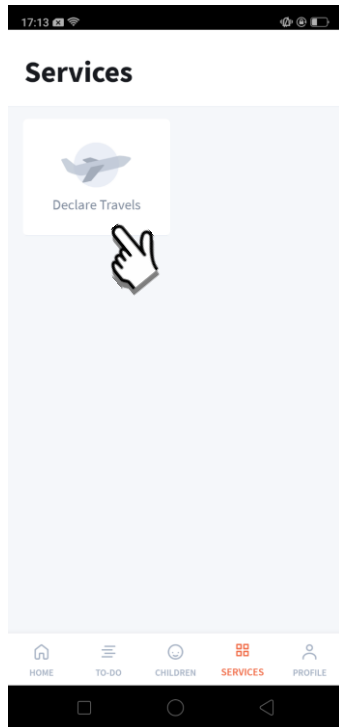 17:13
Services
Declare Travels
HOME TO-DO CHILDREN SERVICES PROFILE